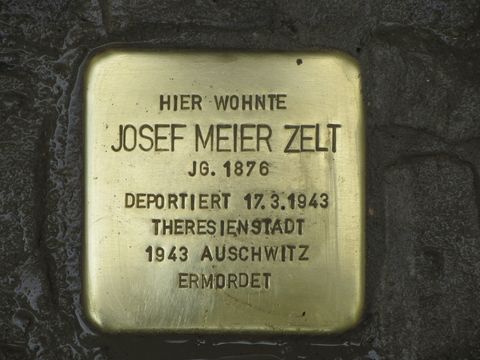 HIER WOHNTE
JOSEF MEIER ZELT
JG. 1876
DEPORTIERT 17.3.1943
THERESIENSTADT
1943 AUSCHWITZ
ERMORDET